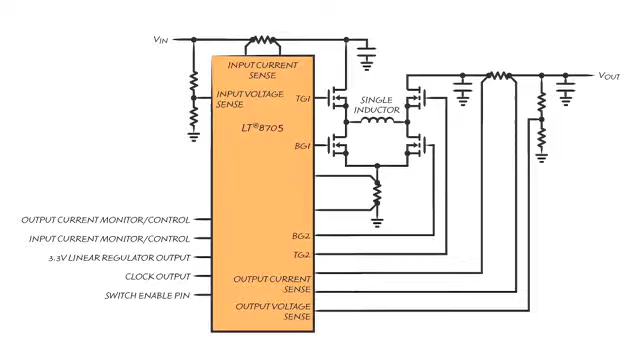 VIN
INPUT CURRENT
SENSE
INPUT VOLTAGE
SENSE
LT®8705
TG1
BG1
SINGLE
INDUCTOR
VOUT
OUTPUT CURRENT MONITOR/CONTROL
INPUT CURRENT MONITOR/CONTROL
3.3V LINEAR REGULATOR OUTPUT
CLOCK OUTPUT
SWITCH ENABLE PIN
BG2
TG2
OUTPUT CURRENT
SENSE
OUTPUT VOLTAGE
SENSE